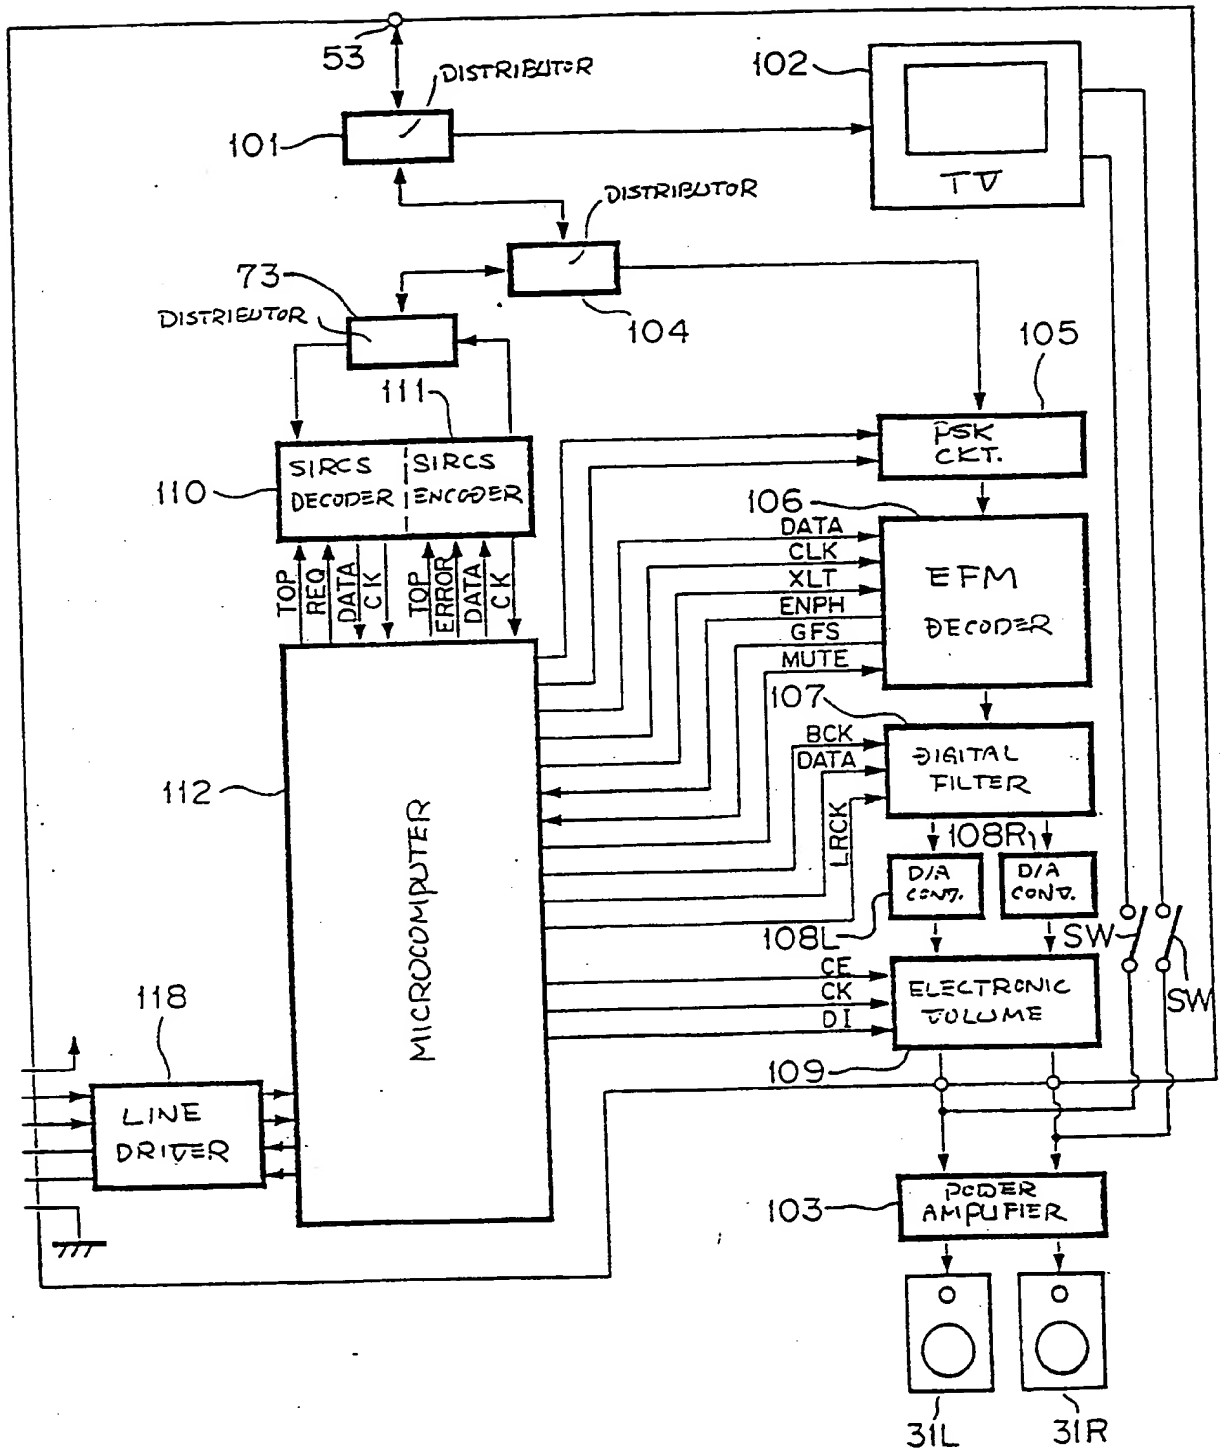 53
DISTRIBUTOR
102
101
TV
DISTRIBUTOR
73
DISTRIBUTOR
104
105
111
PSK
CKT.
SIRCS
DECODER
SIRCS
ENCODER
110
106
TOP
REQ
DATA
CK
TOP
ERROR
DATA
CK
DATA
CLK
XLT
ENPH
GFS
MUTE
EFM
DECODER
107
BCK
DATA
LRCK
DIGITAL
FILTER
112
MICROCOMPUTER
108R
D/A
CONV.
D/A
CONV.
108L
SW
SW
CE
CK
DI
ELECTRONIC
VOLUME
109
118
LINE
DRIVER
103
POWER
AMPLIFIER
31L
31R